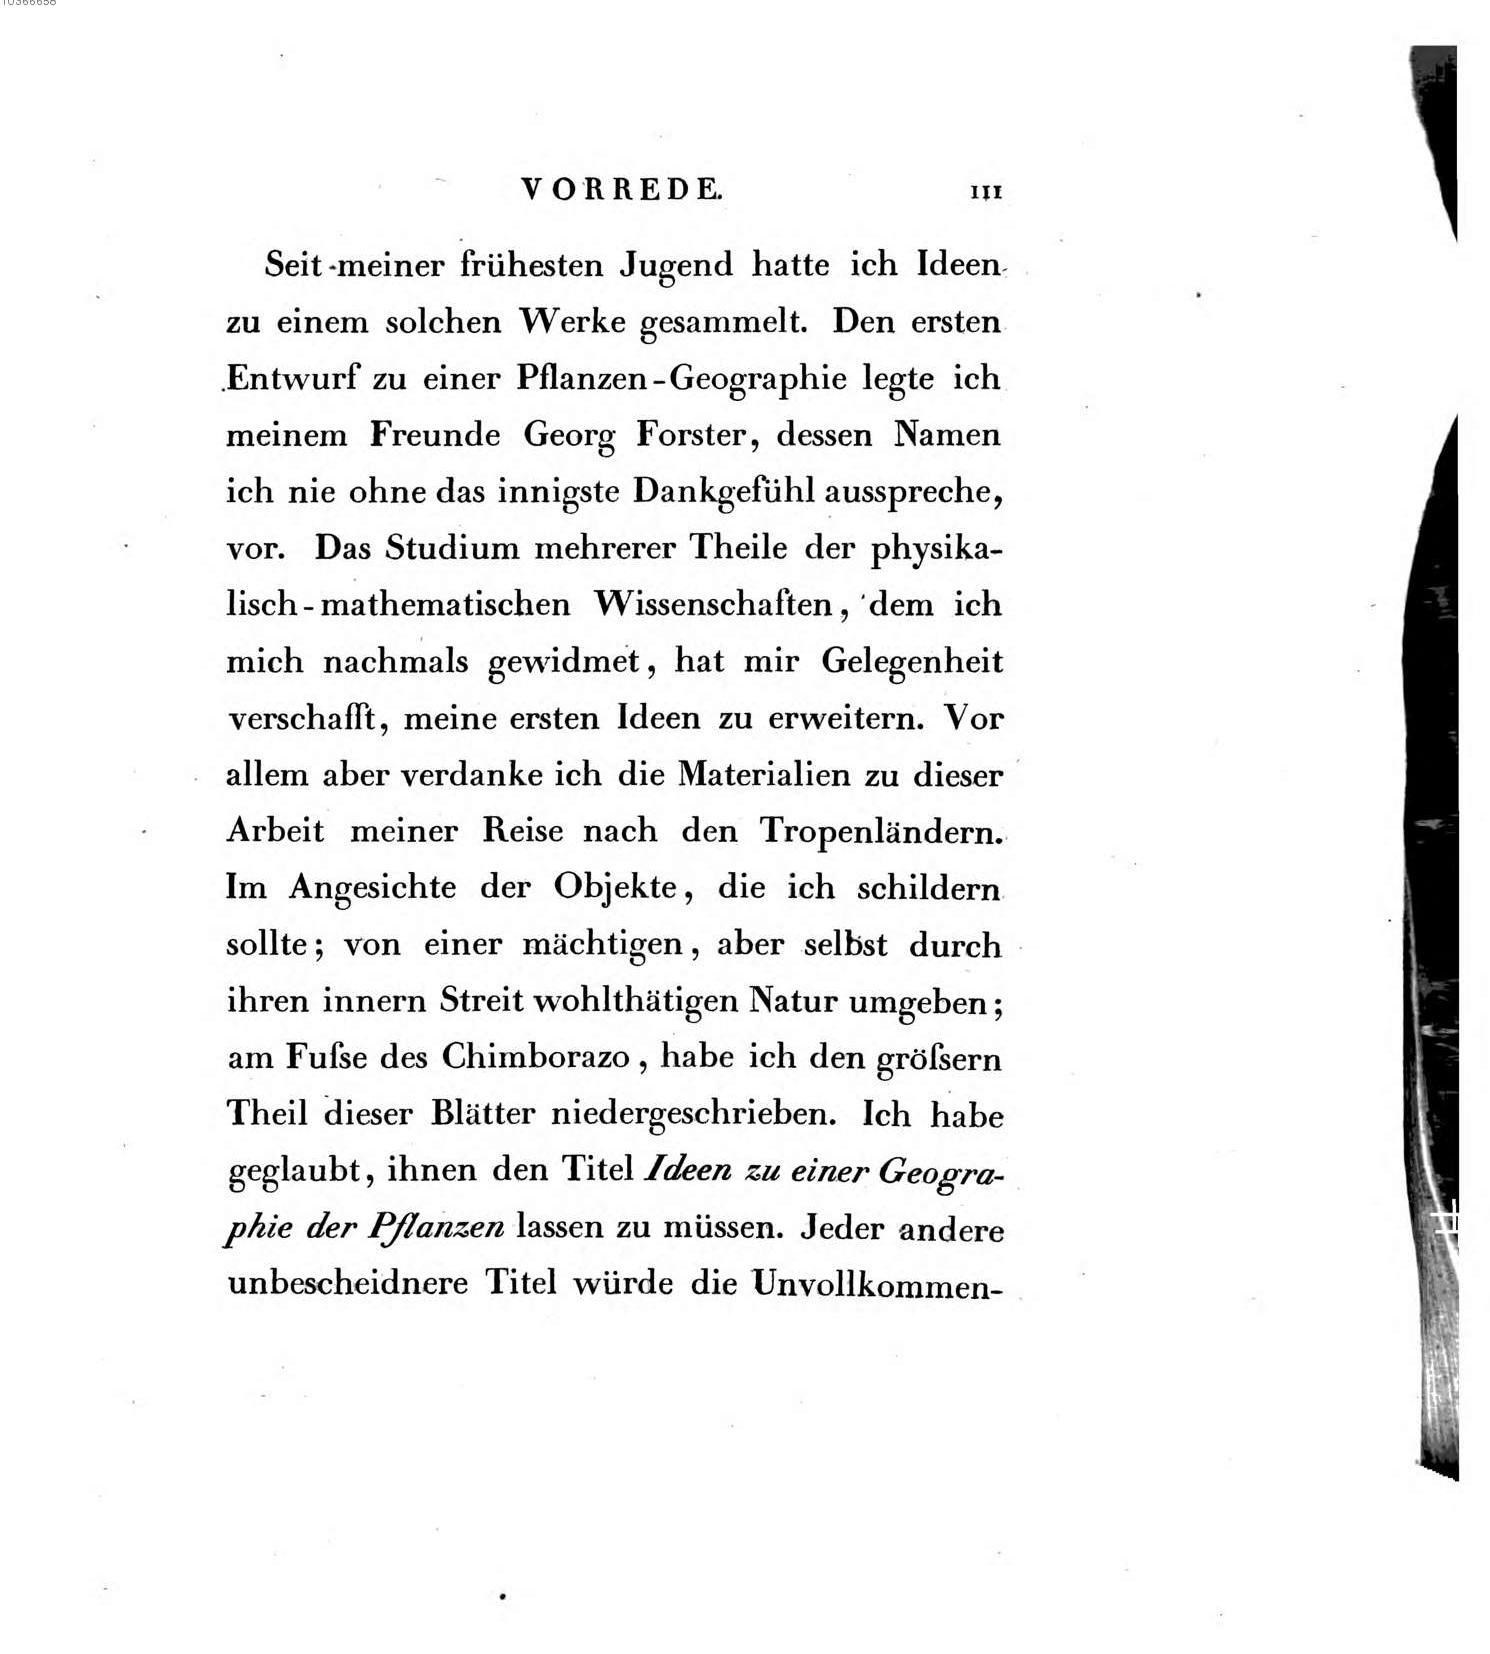 10366658
VORREDE. III
Seit meiner frühesten Jugend hatte ich Ideen
zu einem solchen Werke gesammelt. Den ersten
Entwurf zu einer Pflanzen-Geographie legte ich
meinem Freunde Georg Forster, dessen Namen
ich nie ohne das innigste Dankgefühl ausspreche,
vor. Das Studium mehrerer Theile der physika-
lisch-mathematischen Wissenschaften, dem ich
mich nachmals gewidmet, hat mir Gelegenheit
verschafft, meine ersten Ideen zu erweitern. Vor
allem aber verdanke ich die Materialien zu dieser
Arbeit meiner Reise nach den Tropenländern.
Im Angesichte der Objekte, die ich schildern
sollte; von einer mächtigen, aber selbst durch
ihren innern Streit wohlthätigen Natur umgeben;
am Fuſse des Chimborazo, habe ich den gröſsern
Theil dieser Blätter niedergeschrieben. Ich habe
geglaubt, ihnen den Titel Ideen zu einer Geogra-
phie der Pflanzen lassen zu müssen. Jeder andere
unbescheidnere Titel würde die Unvollkommen-